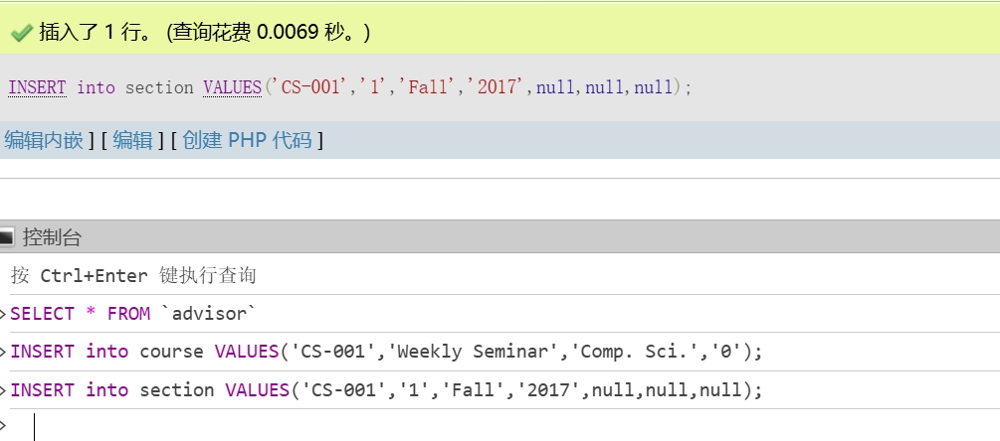 插入了 1 行。 (查询花费 0.0069 秒。)
INSERT into section VALUES('CS-001','1','Fall','2017',null,null,null);
编辑内嵌 ] [ 编辑 ] [ 创建 PHP 代码 ]
控制台
按 Ctrl+Enter 键执行查询
>SELECT * FROM `advisor`
>INSERT into course VALUES('CS-001','Weekly Seminar','Comp. Sci.','0');
>INSERT into section VALUES('CS-001','1','Fall','2017',null,null,null);
>